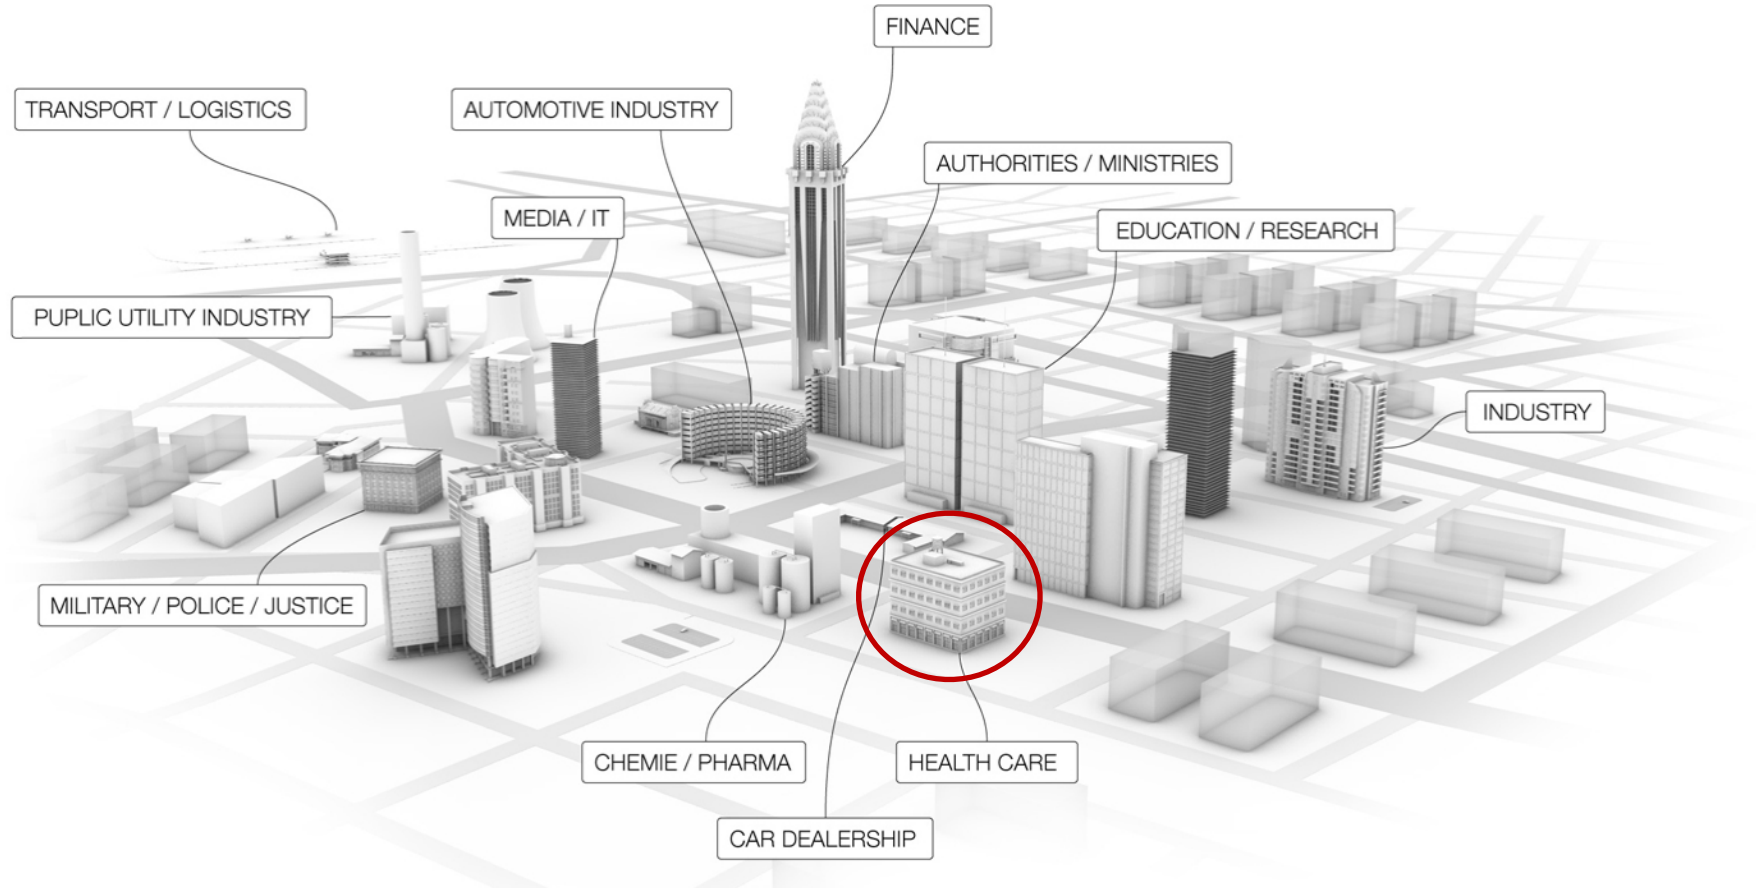 FINANCE
TRANSPORT / LOGISTICS
AUTOMOTIVE INDUSTRY
AUTHORITIES / MINISTRIES
MEDIA / IT
EDUCATION / RESEARCH
PUPLIC UTILITY INDUSTRY
INDUSTRY
MILITARY / POLICE / JUSTICE
CHEMIE / PHARMA
HEALTH CARE
CAR DEALERSHIP